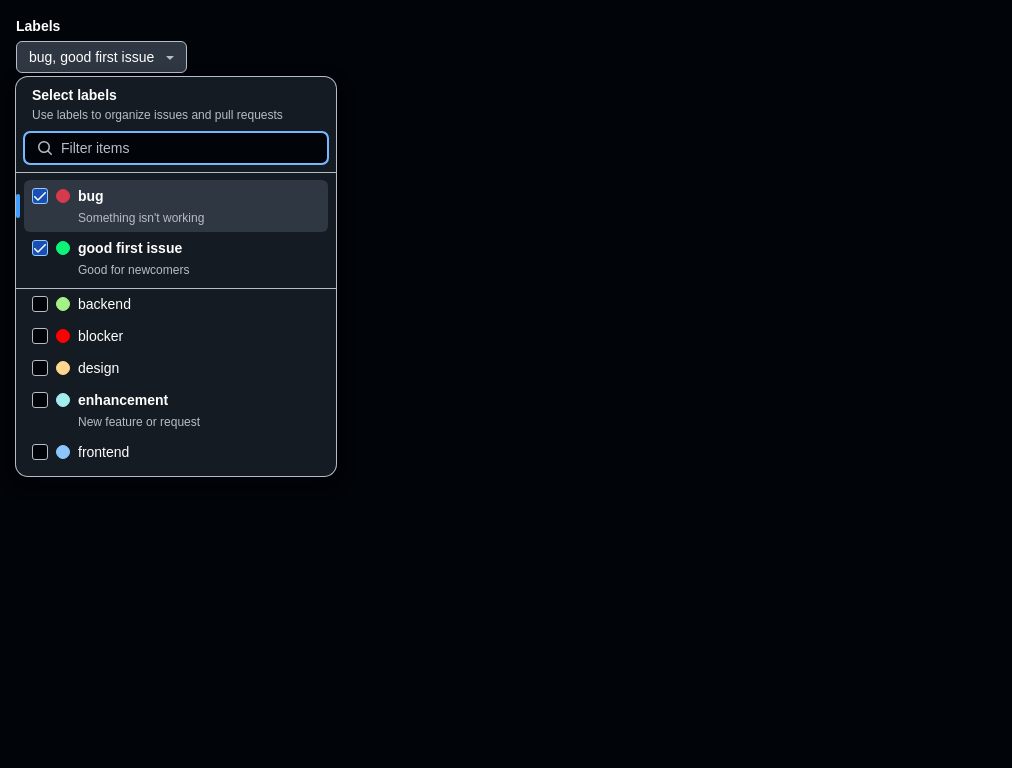 Labels
bug, good first issue
Select labels
Use labels to organize issues and pull requests
Filter items
bug
Something isn't working
good first issue
Good for newcomers
backend
blocker
design
enhancement
New feature or request
frontend